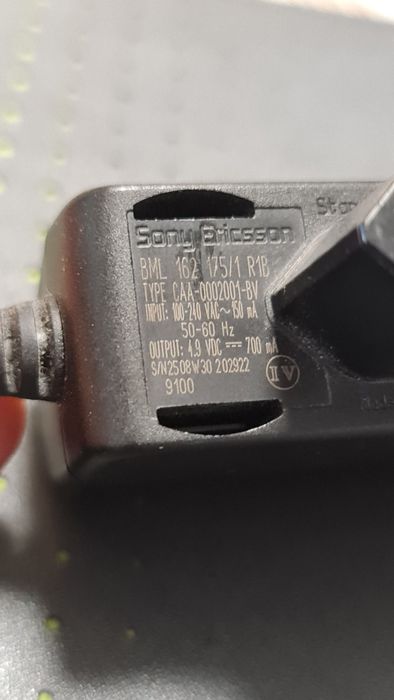 Sony Ericsson
BML 162 175/1 R1B
TYPE CAA-0002001-BV
INPUT: 100-240 VAC~150 mA
50-60 Hz
OUTPUT: 4.9 VDC ⎓ 700 mA
S/N2508W30 202922
9100
V